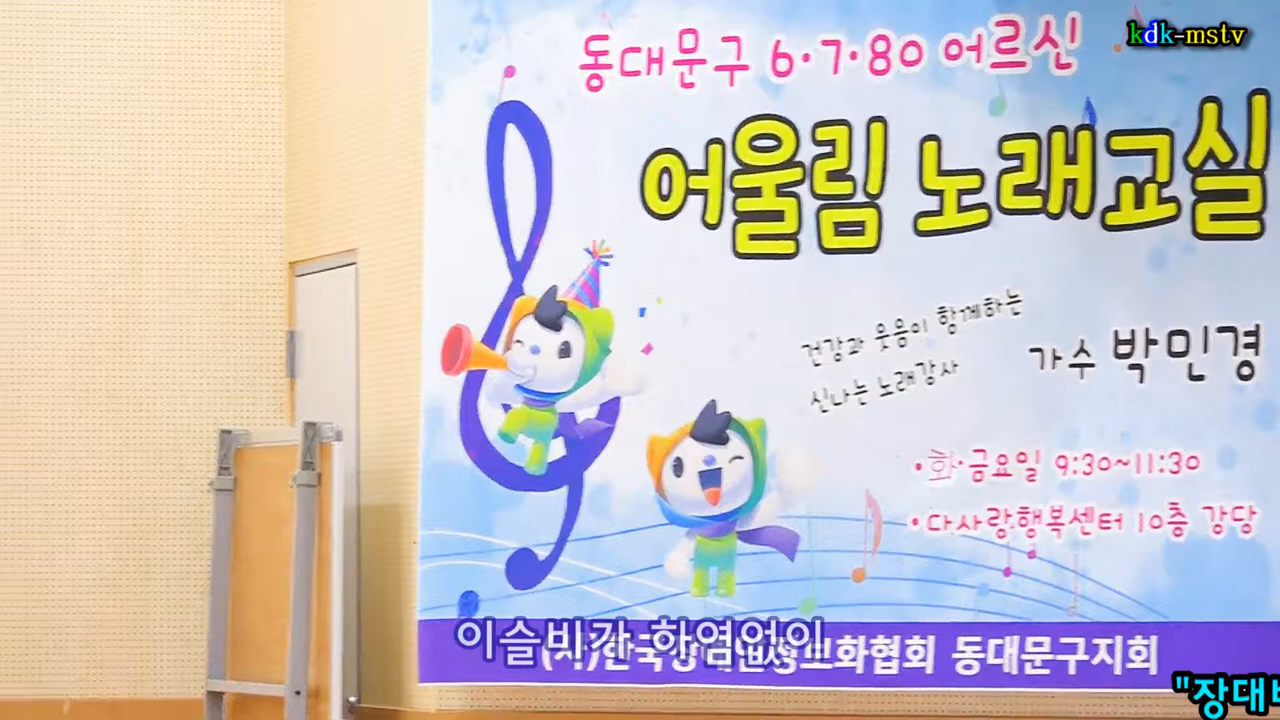 kdk-mstv
동대문구 6·7·80 어르신
어울림 노래교실
건강과 웃음이 함께하는
신나는 노래강사
가수 박민경
•화·금요일 9:30~11:30
•다사랑행복센터 10층 강당
이슬비가 하염없이
화협회 동대문구지회
"장대